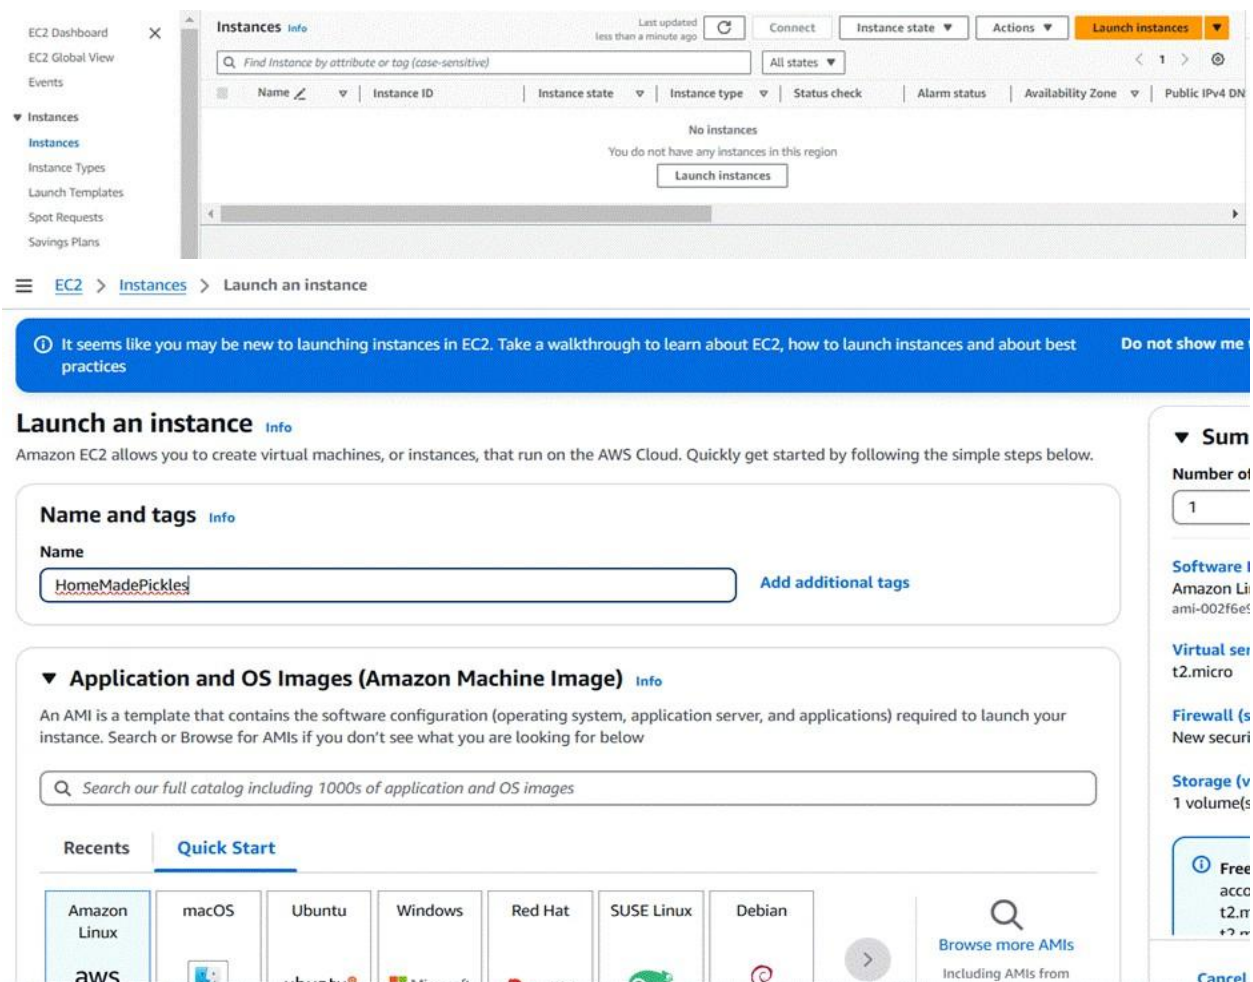 EC2 Dashboard
EC2 Global View
Events
Instances
Instances
Instance Types
Launch Templates
Spot Requests
Savings Plans
Instances Info
Last updated
less than a minute ago
Connect
Instance state
Actions
Launch instances
Find Instance by attribute or tag (case-sensitive)
All states
1
Name
Instance ID
Instance state
Instance type
Status check
Alarm status
Availability Zone
Public IPv4 DN
No instances
You do not have any instances in this region
Launch instances
EC2 > Instances > Launch an instance
It seems like you may be new to launching instances in EC2. Take a walkthrough to learn about EC2, how to launch instances and about best
practices
Do not show me
Launch an instance Info
Amazon EC2 allows you to create virtual machines, or instances, that run on the AWS Cloud. Quickly get started by following the simple steps below.
Name and tags Info
Name
HomeMadePickles
Add additional tags
Application and OS Images (Amazon Machine Image) Info
An AMI is a template that contains the software configuration (operating system, application server, and applications) required to launch your
instance. Search or Browse for AMIs if you don't see what you are looking for below
Search our full catalog including 1000s of application and OS images
Recents
Quick Start
Amazon
Linux
aws
macOS
Ubuntu
Windows
Red Hat
SUSE Linux
Debian
Browse more AMIs
Including AMIs from
Sum
Number of
1
Software
Amazon Li
ami-002f6e9
Virtual ser
t2.micro
Firewall (s
New securi
Storage (v
1 volume(s
Free
acco
t2.m
Cancel